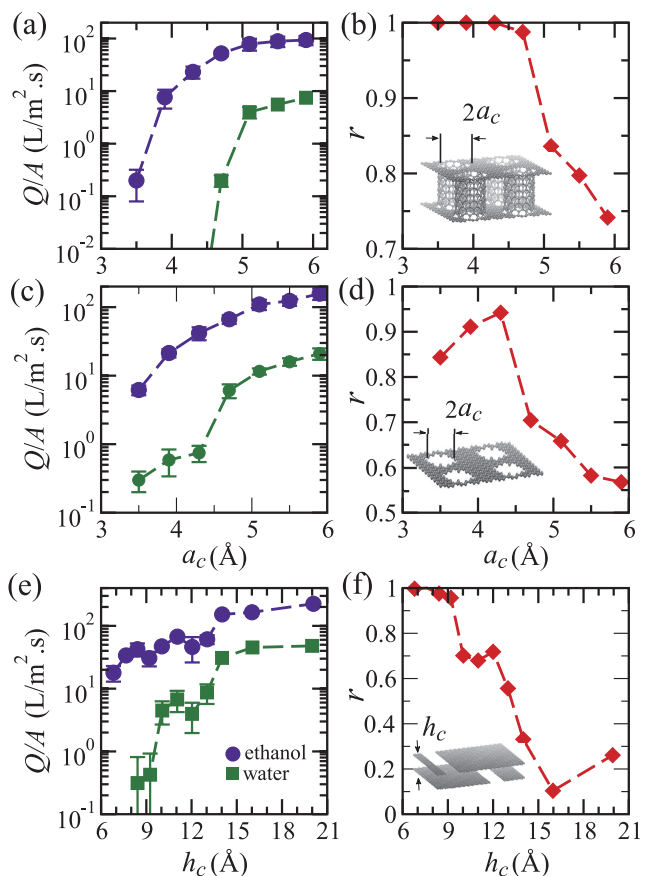 (a)
Q/A (L/m².s)
10²
10¹
10⁰
10⁻¹
10⁻²
3 4 5 6
(b)
r
1
0.9
0.8
0.7
2a_c
3 4 5 6
(c)
Q/A (L/m².s)
10²
10¹
10⁰
10⁻¹
3 4 5 6
a_c(Å)
(d)
r
1
0.9
0.8
0.7
0.6
0.5
2a_c
3 4 5 6
a_c(Å)
(e)
Q/A (L/m².s)
10²
10¹
10⁰
10⁻¹
ethanol
water
6 9 12 15 18 21
h_c(Å)
(f)
r
1
0.8
0.6
0.4
0.2
0
h_c
6 9 12 15 18 21
h_c(Å)